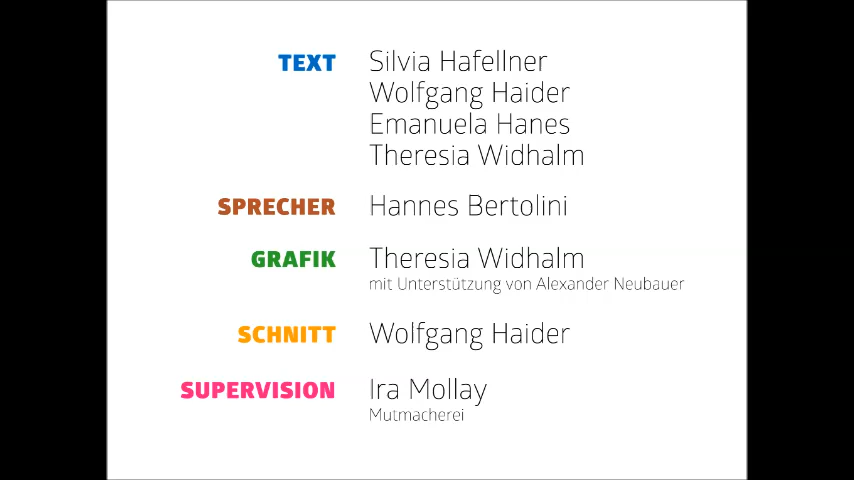 TEXT Silvia Hafellner
Wolfgang Haider
Emanuela Hanes
Theresia Widhalm
SPRECHER Hannes Bertolini
GRAFIK Theresia Widhalm
mit Unterstützung von Alexander Neubauer
SCHNITT Wolfgang Haider
SUPERVISION Ira Mollay
Mutmacherei